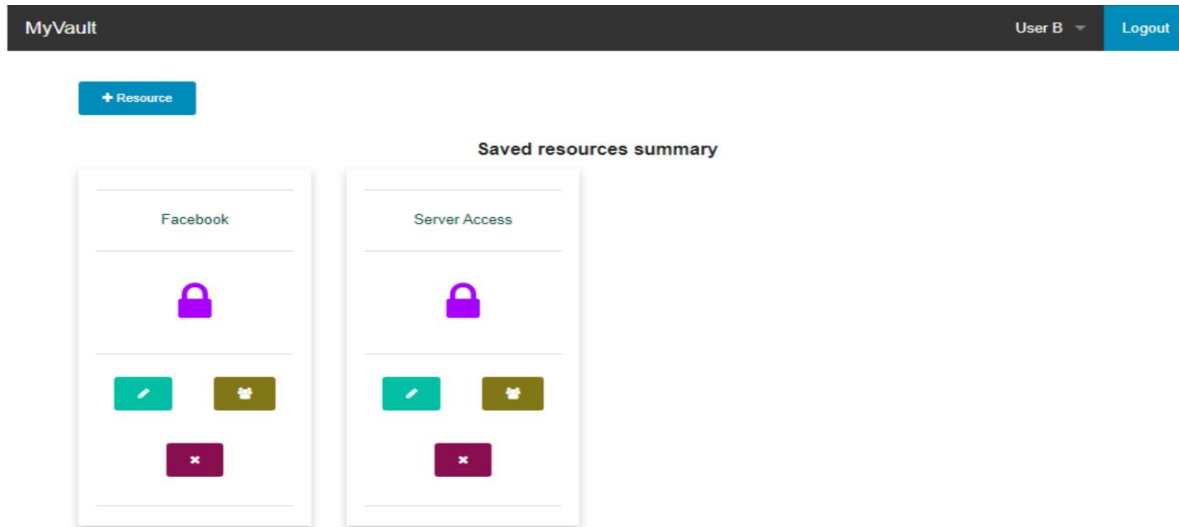 MyVault
User B
Logout
+ Resource
Saved resources summary
Facebook
Server Access